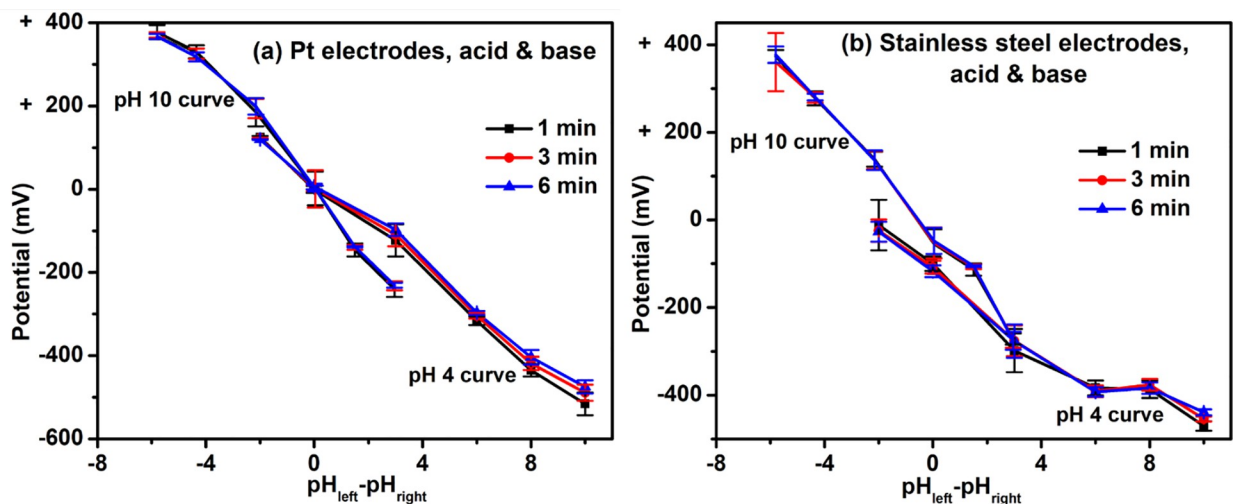 + 400
+ 200
0
-200
-400
-600
-8
-4
0
4
8
Potential (mV)
pHleft-pHright
(a) Pt electrodes, acid & base
pH 10 curve
1 min
3 min
6 min
pH 4 curve
+ 400
+ 200
0
-200
-400
-8
-4
0
4
8
Potential (mV)
pHleft-pHright
(b) Stainless steel electrodes,
acid & base
pH 10 curve
1 min
3 min
6 min
pH 4 curve